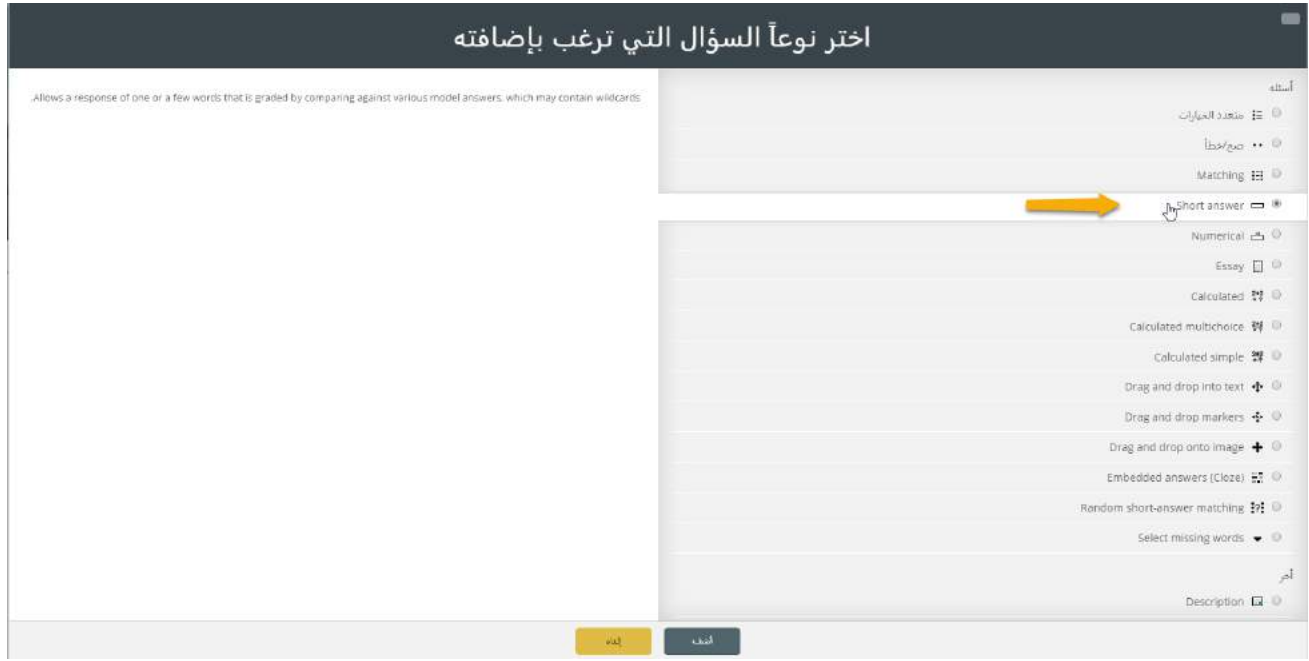 اختر نوعاً السؤال التي ترغب بإضافته
أسئله
متعدد الخيارات
صح/خطأ
Matching
Short answer
Numerical
Essay
Calculated
Calculated multichoice
Calculated simple
Drag and drop into text
Drag and drop markers
Drag and drop onto image
Embedded answers (Cloze)
Random short-answer matching
Select missing words
أخر
Description
.Allows a response of one or a few words that is graded by comparing against various model answers, which may contain wildcards
أضف
إلغاء